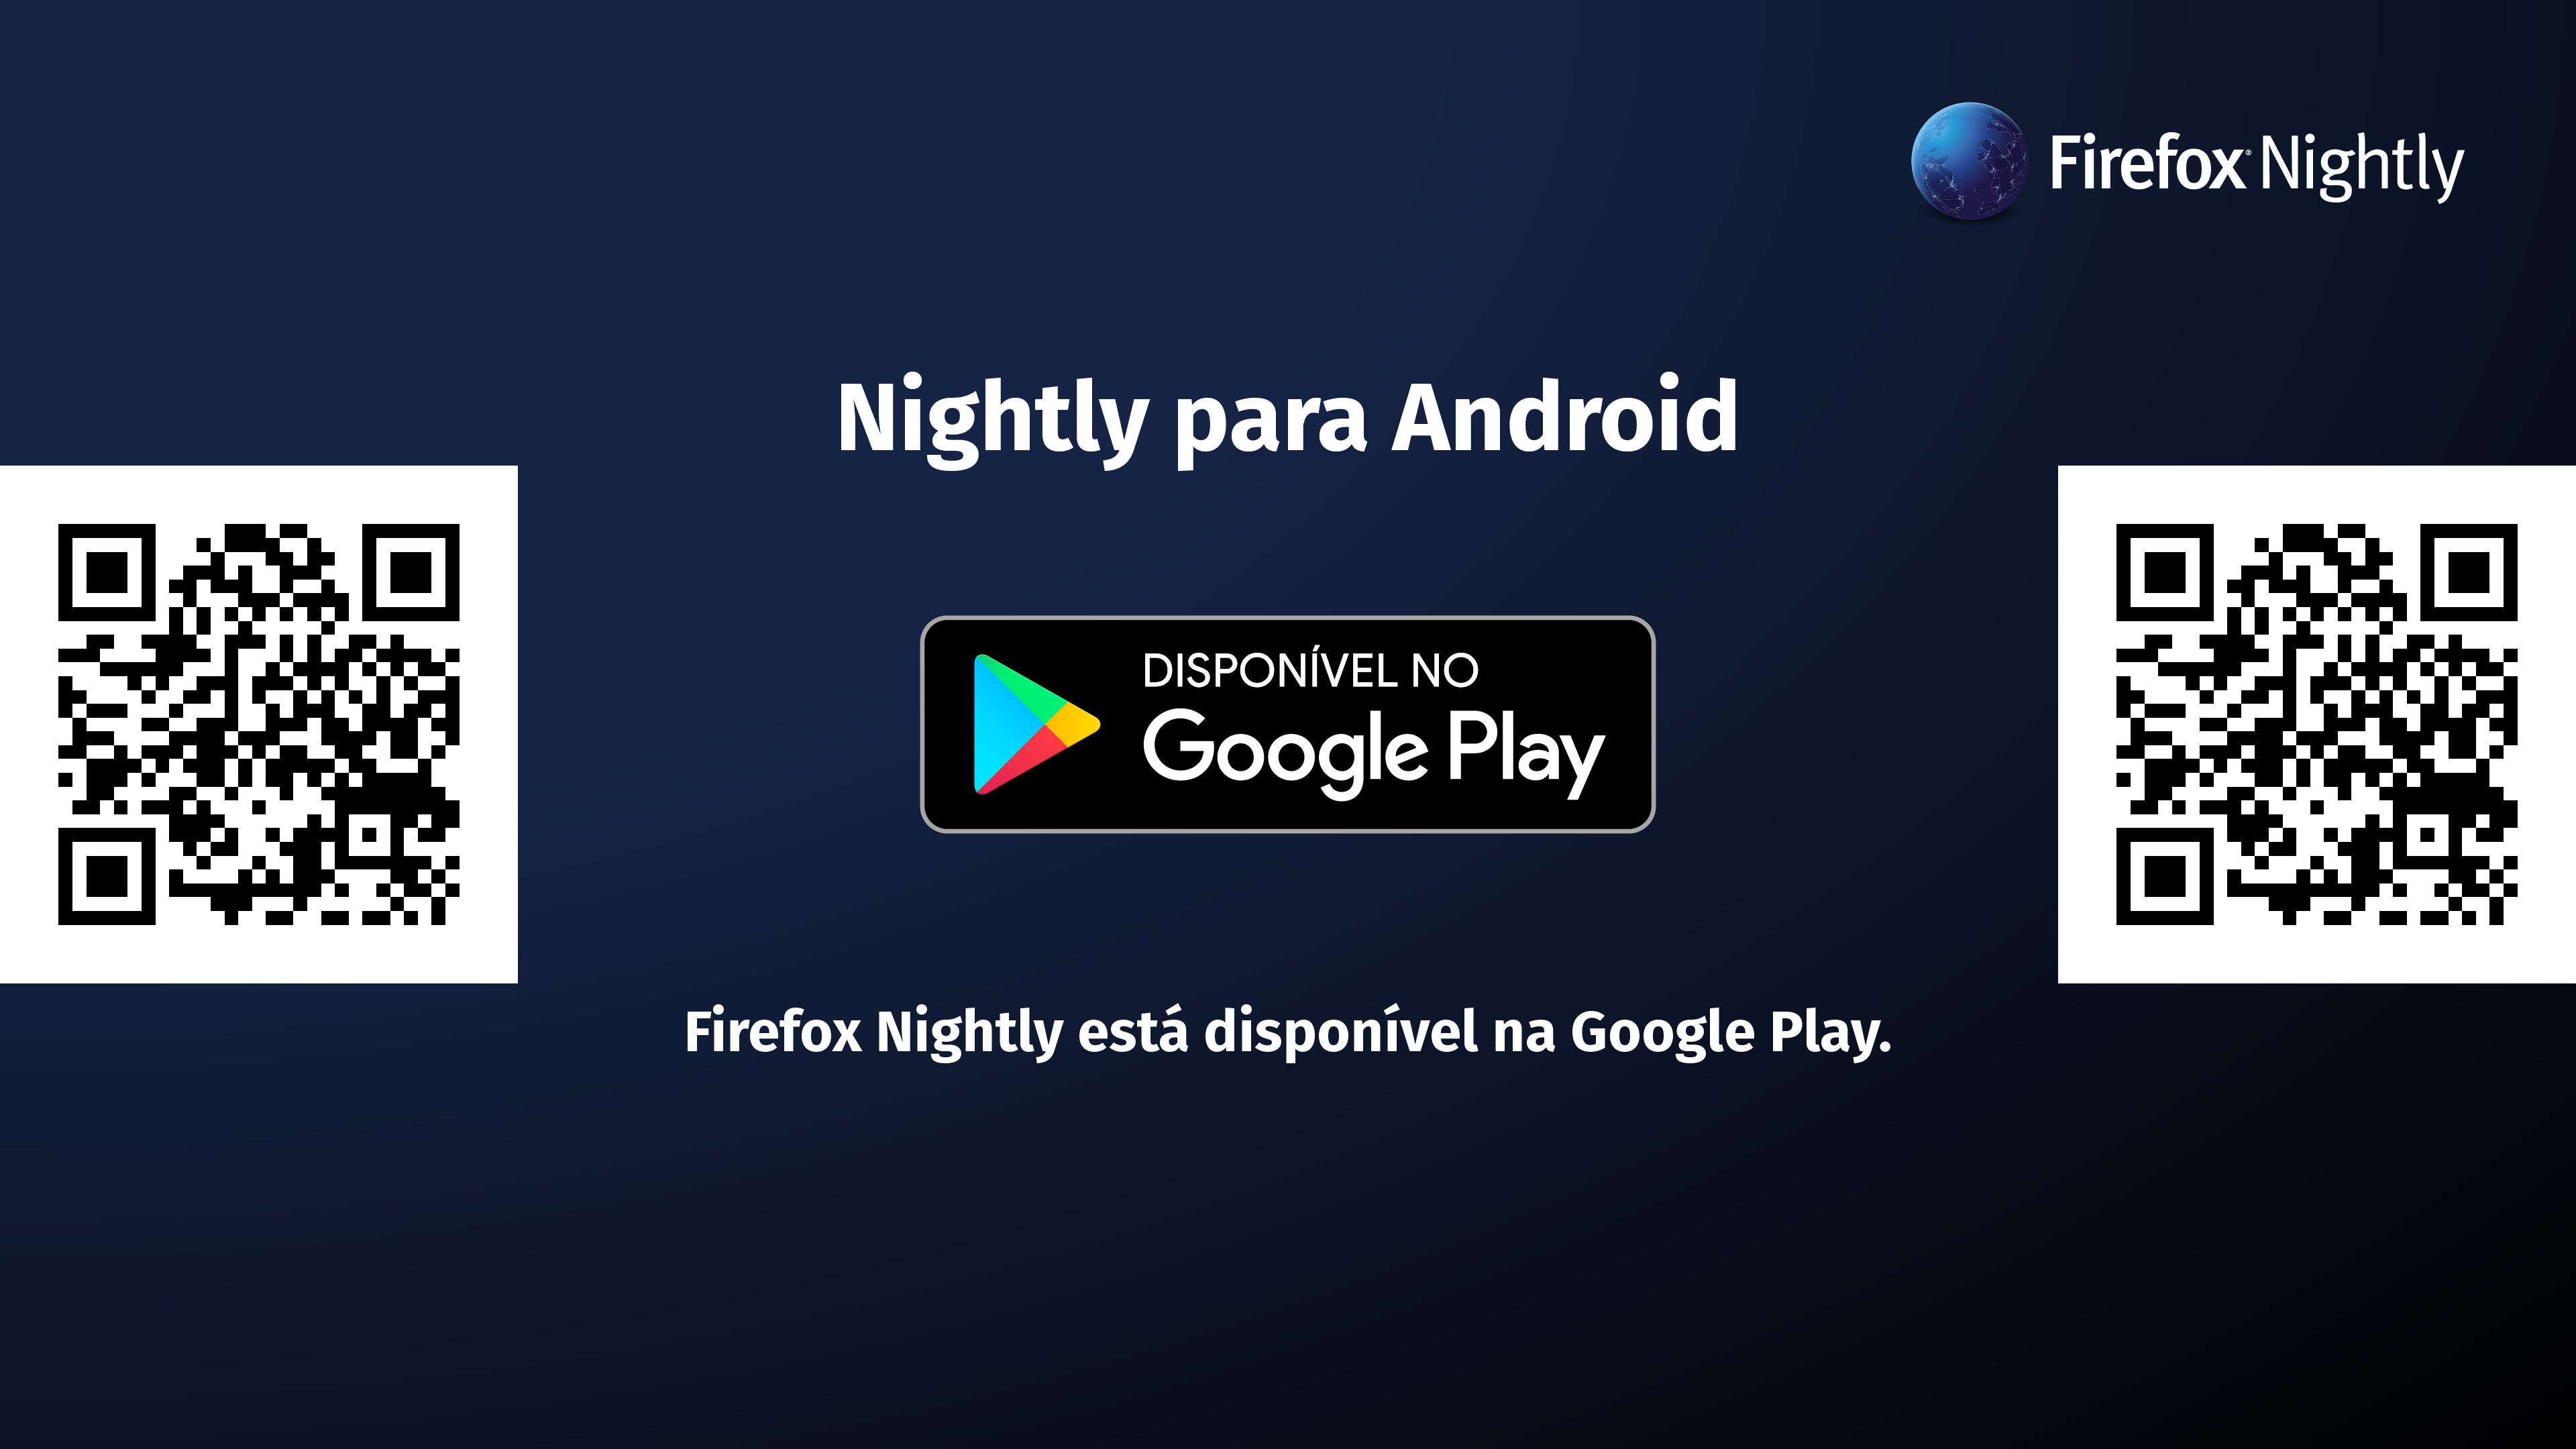 Firefox Nightly
Nightly para Android
DISPONÍVEL NO
Google Play
Firefox Nightly está disponível na Google Play.